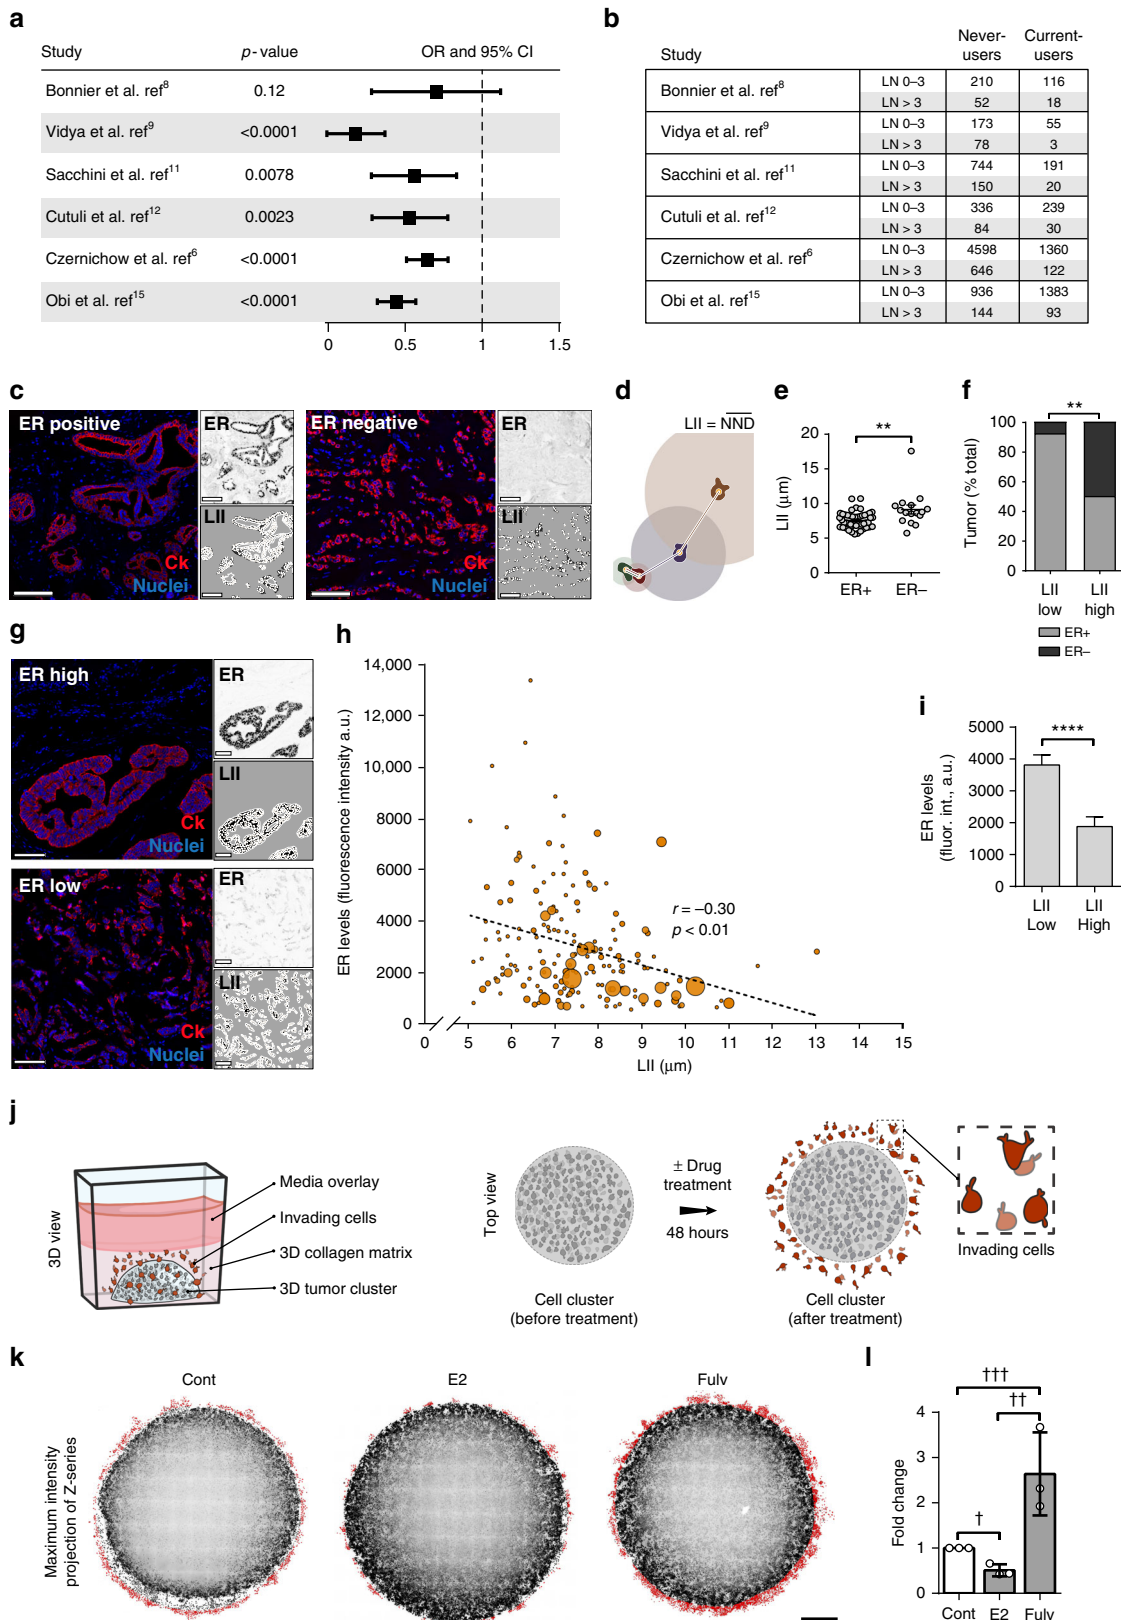 a
Study p-value OR and 95% CI
Bonnier et al. ref8 0.12
Vidya et al. ref9 <0.0001
Sacchini et al. ref11 0.0078
Cutuli et al. ref12 0.0023
Czernichow et al. ref6 <0.0001
Obi et al. ref15 <0.0001
0 0.5 1 1.5
b
Study Never-users Current-users
Bonnier et al. ref8 LN 0–3 210 116
LN > 3 52 18
Vidya et al. ref9 LN 0–3 173 55
LN > 3 78 3
Sacchini et al. ref11 LN 0–3 744 191
LN > 3 150 20
Cutuli et al. ref12 LN 0–3 336 239
LN > 3 84 30
Czernichow et al. ref6 LN 0–3 4598 1360
LN > 3 646 122
Obi et al. ref15 LN 0–3 936 1383
LN > 3 144 93
c
ER positive
Ck
Nuclei
ER
LII
ER negative
Ck
Nuclei
ER
LII
d
LII = NND
e
LII (μm)
20
15
10
5
0
**
ER+ ER–
f
Tumor (% total)
100
80
60
40
20
0
**
LII low
LII high
ER+
ER–
g
ER high
Ck
Nuclei
ER
LII
ER low
Ck
Nuclei
ER
LII
h
ER levels (fluorescence intensity a.u.)
14,000
12,000
10,000
8000
6000
4000
2000
0
r = –0.30
p < 0.01
0 5 6 7 8 9 10 11 12 13 14 15
LII (μm)
i
ER levels
(fluor. int., a.u.)
5000
4000
3000
2000
1000
0
****
LII Low
LII High
j
3D view
Media overlay
Invading cells
3D collagen matrix
3D tumor cluster
Top view
Cell cluster
(before treatment)
± Drug
treatment
48 hours
Cell cluster
(after treatment)
Invading cells
k
Cont E2 Fulv
Maximum intensity
projection of Z-series
l
Fold change
4
3
2
1
0
†††
††
†
Cont E2 Fulv